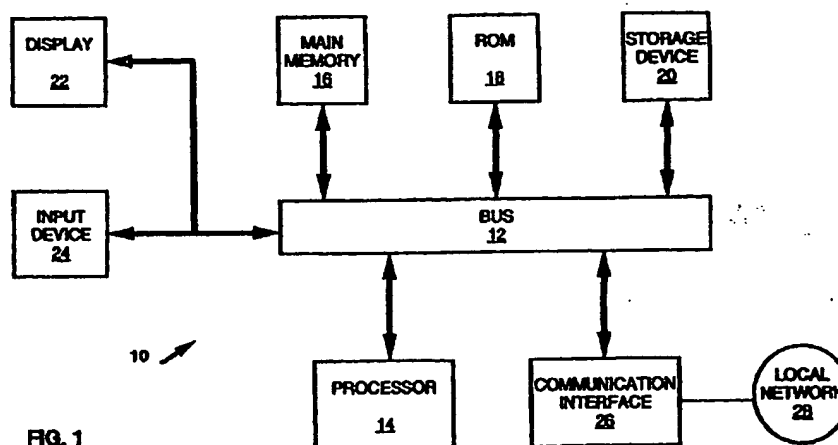 DISPLAY
22
MAIN
MEMORY
16
ROM
18
STORAGE
DEVICE
20
INPUT
DEVICE
24
BUS
12
10
PROCESSOR
14
COMMUNICATION
INTERFACE
26
LOCAL
NETWORK
28
FIG. 1